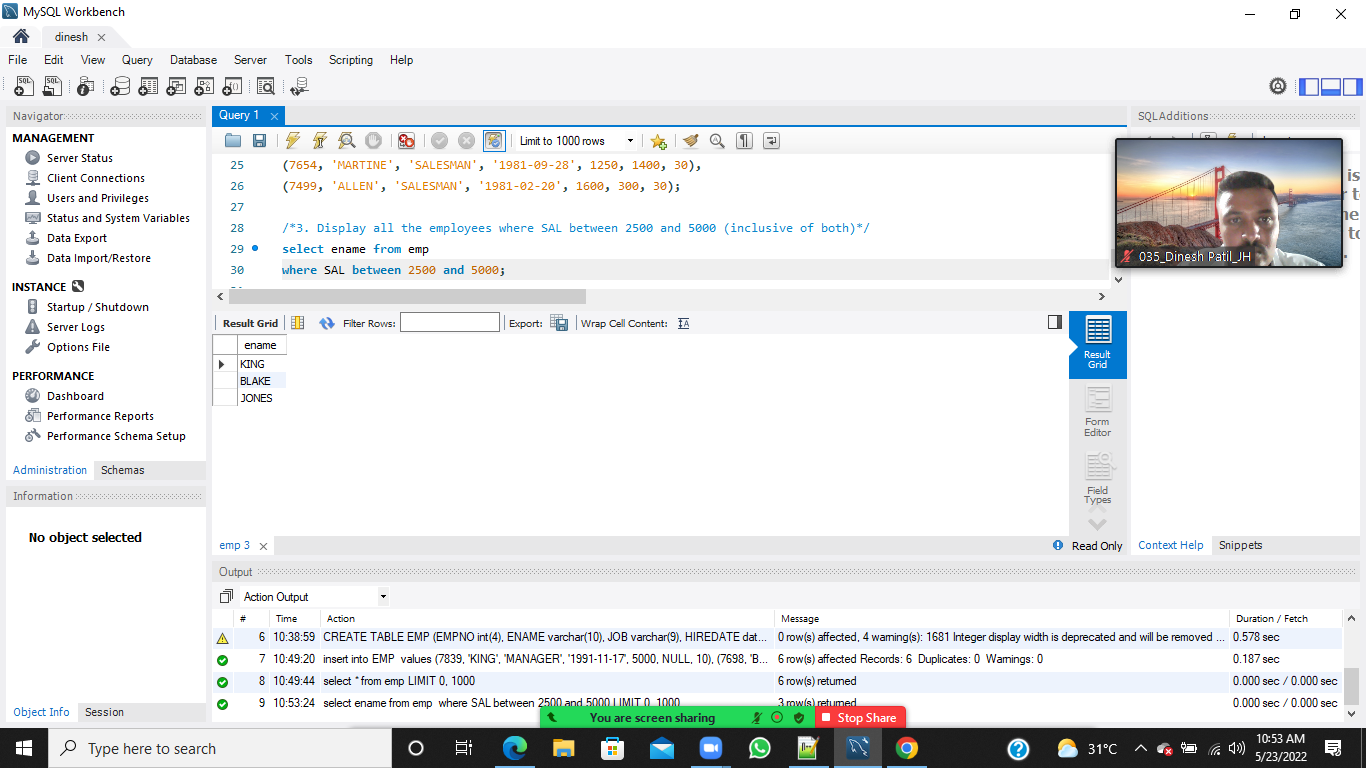 MySQL Workbench
dinesh
File Edit View Query Database Server Tools Scripting Help
Navigator
MANAGEMENT
Server Status
Client Connections
Users and Privileges
Status and System Variables
Data Export
Data Import/Restore
INSTANCE
Startup / Shutdown
Server Logs
Options File
PERFORMANCE
Dashboard
Performance Reports
Performance Schema Setup
Administration Schemas
Information
No object selected
Object Info Session
Query 1
Limit to 1000 rows
25 (7654, 'MARTINE', 'SALESMAN', '1981-09-28', 1250, 1400, 30),
26 (7499, 'ALLEN', 'SALESMAN', '1981-02-20', 1600, 300, 30);
27
28 /*3. Display all the employees where SAL between 2500 and 5000 (inclusive of both)*/
29 select ename from emp
30 where SAL between 2500 and 5000;
Result Grid Filter Rows: Export: Wrap Cell Content:
ename
KING
BLAKE
JONES
Result Grid
Form Editor
Field Types
emp 3
Read Only
SQLAdditions
035_Dinesh Patil_JH
Context Help Snippets
Output
Action Output
# Time Action Message Duration / Fetch
6 10:38:59 CREATE TABLE EMP (EMPNO int(4), ENAME varchar(10), JOB varchar(9), HIREDATE dat... 0 row(s) affected, 4 warning(s): 1681 Integer display width is deprecated and will be removed ... 0.578 sec
7 10:49:20 insert into EMP values (7839, 'KING', 'MANAGER', '1991-11-17', 5000, NULL, 10), (7698, 'B... 6 row(s) affected Records: 6 Duplicates: 0 Warnings: 0 0.187 sec
8 10:49:44 select * from emp LIMIT 0, 1000 6 row(s) returned 0.000 sec / 0.000 sec
9 10:53:24 select ename from emp where SAL between 2500 and 5000 LIMIT 0, 1000 3 row(s) returned 0.000 sec / 0.000 sec
You are screen sharing Stop Share
Type here to search
31°C
10:53 AM
5/23/2022